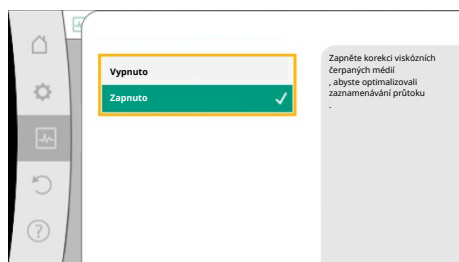 Vypnuto
Zapnuto
Zapněte korekci viskózních
čerpaných médií
, abyste optimalizovali
zaznamenávání průtoku
.